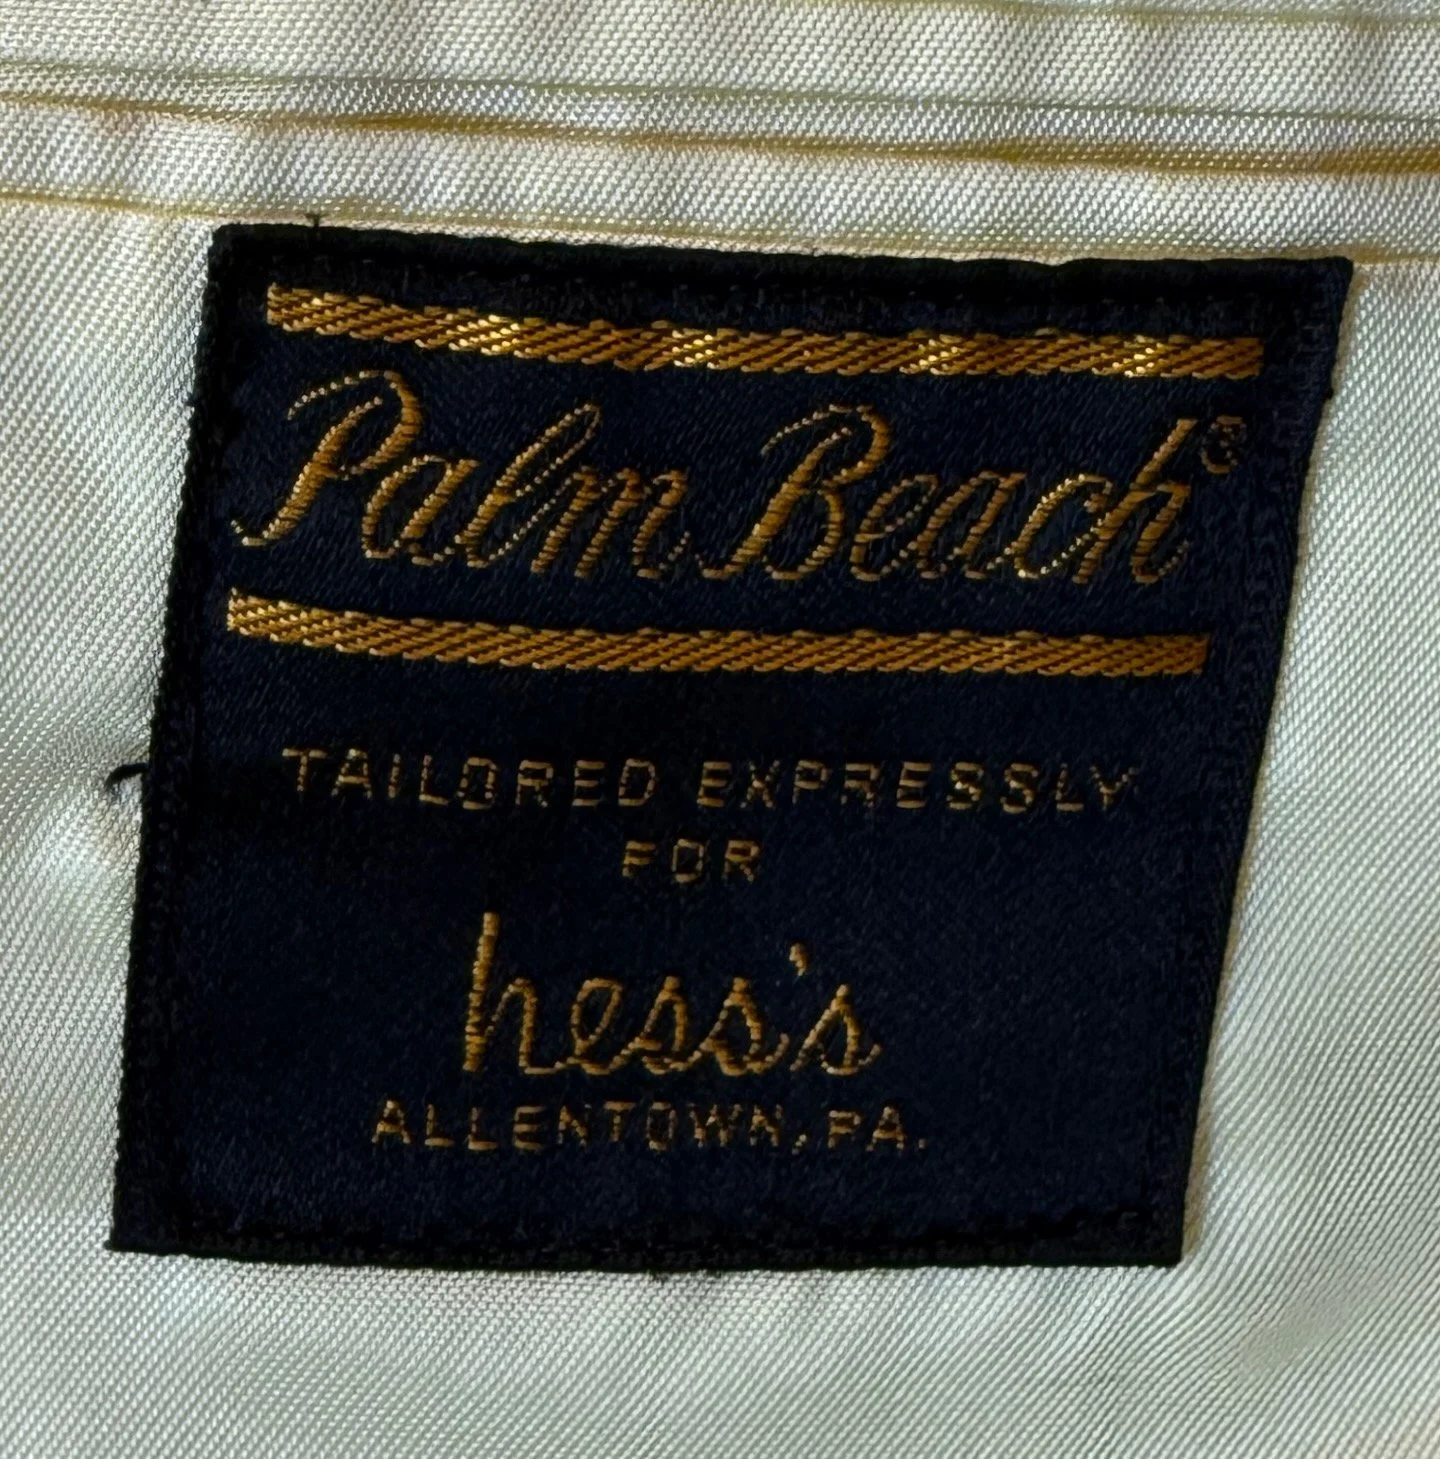 Palm Beach®
TAILORED EXPRESSLY
FOR
hess's
ALLENTOWN, PA.